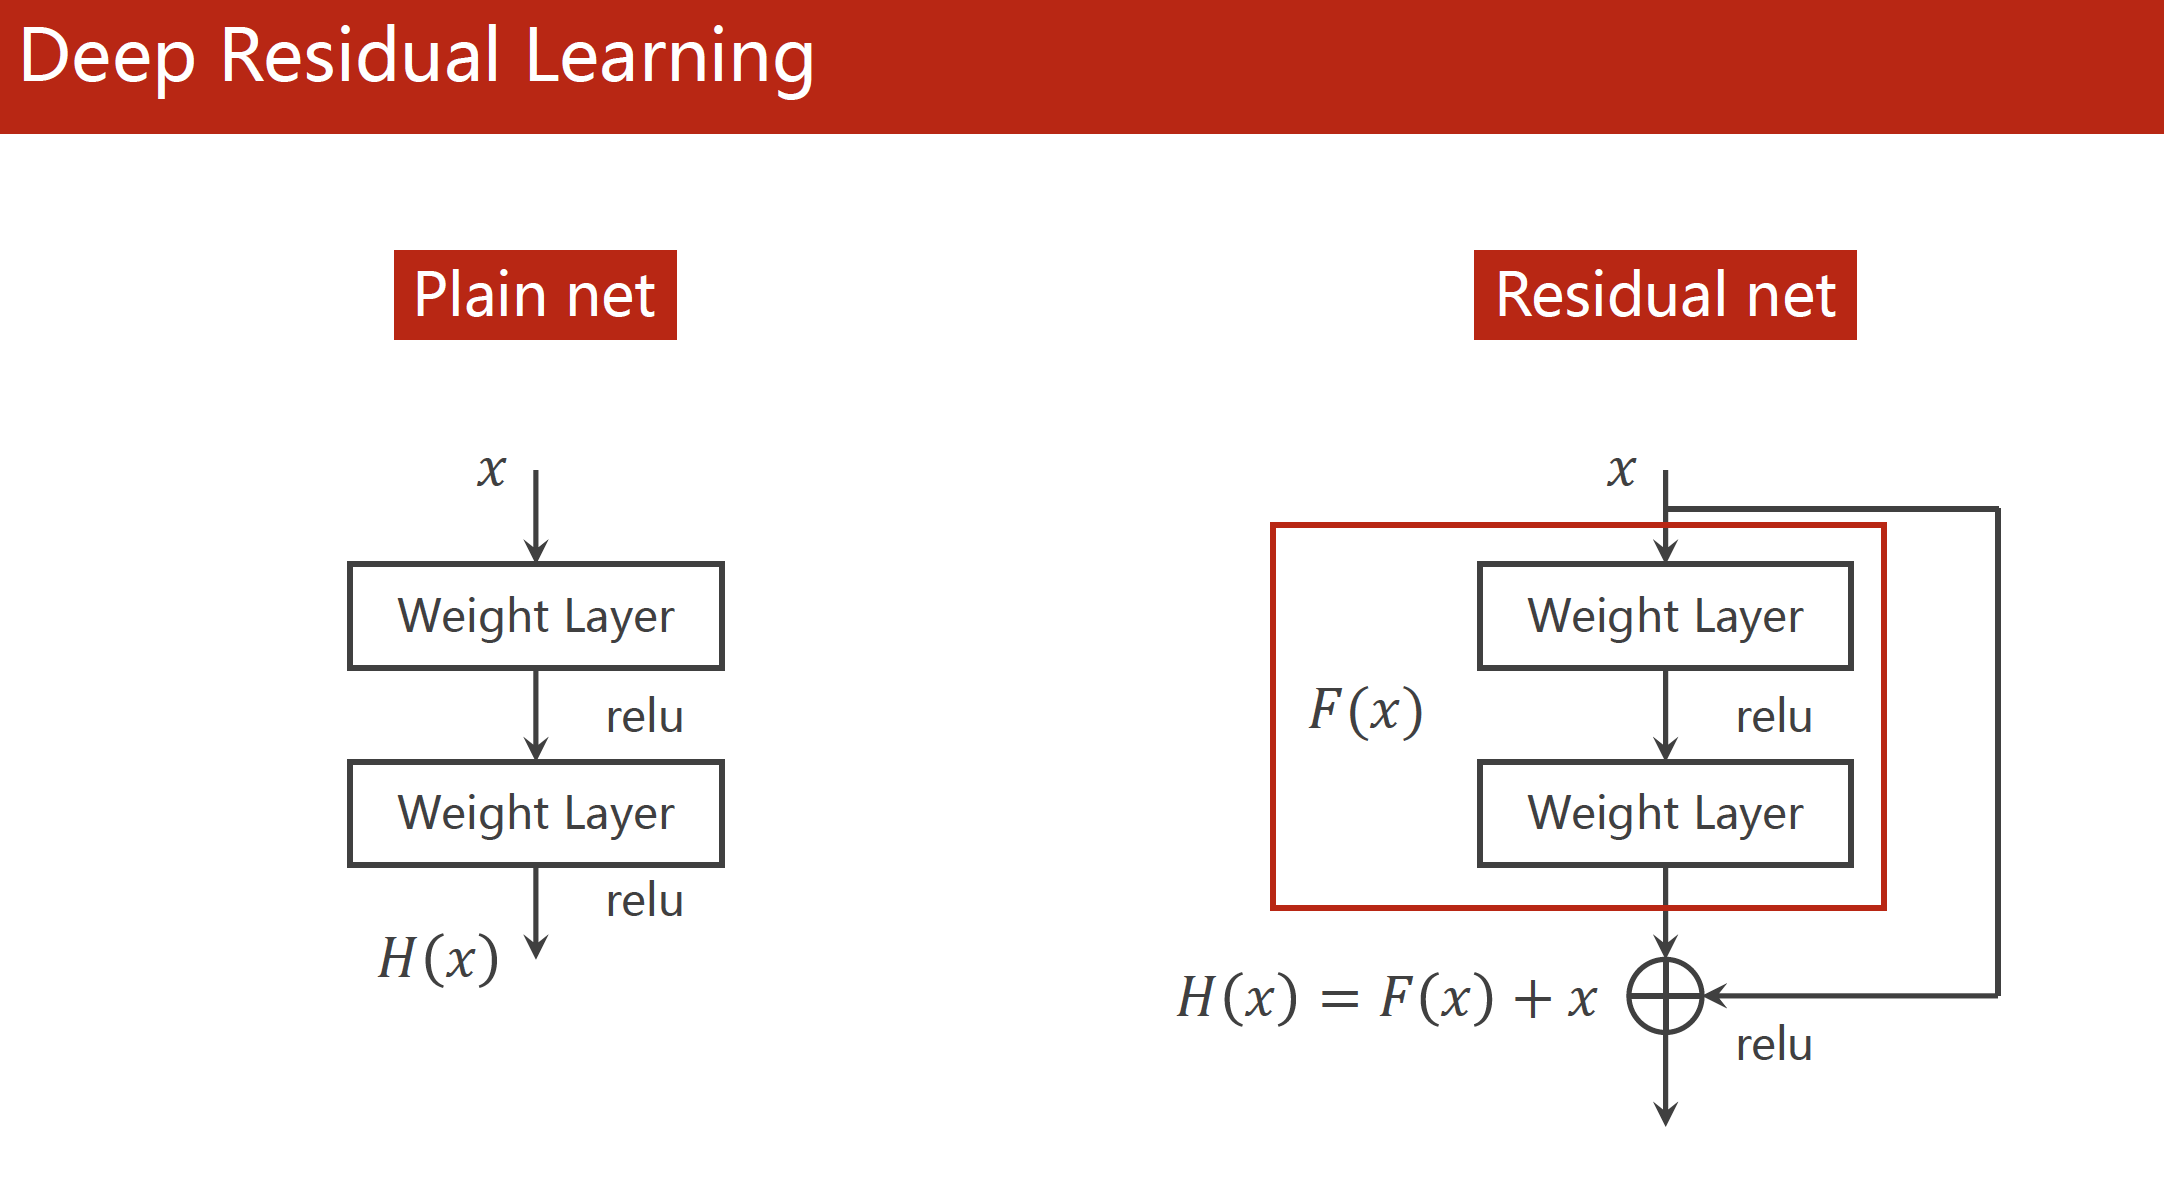 Deep Residual Learning
Plain net
x
Weight Layer
relu
Weight Layer
relu
H(x)
Residual net
x
Weight Layer
F(x)
relu
Weight Layer
H(x) = F(x) + x
relu